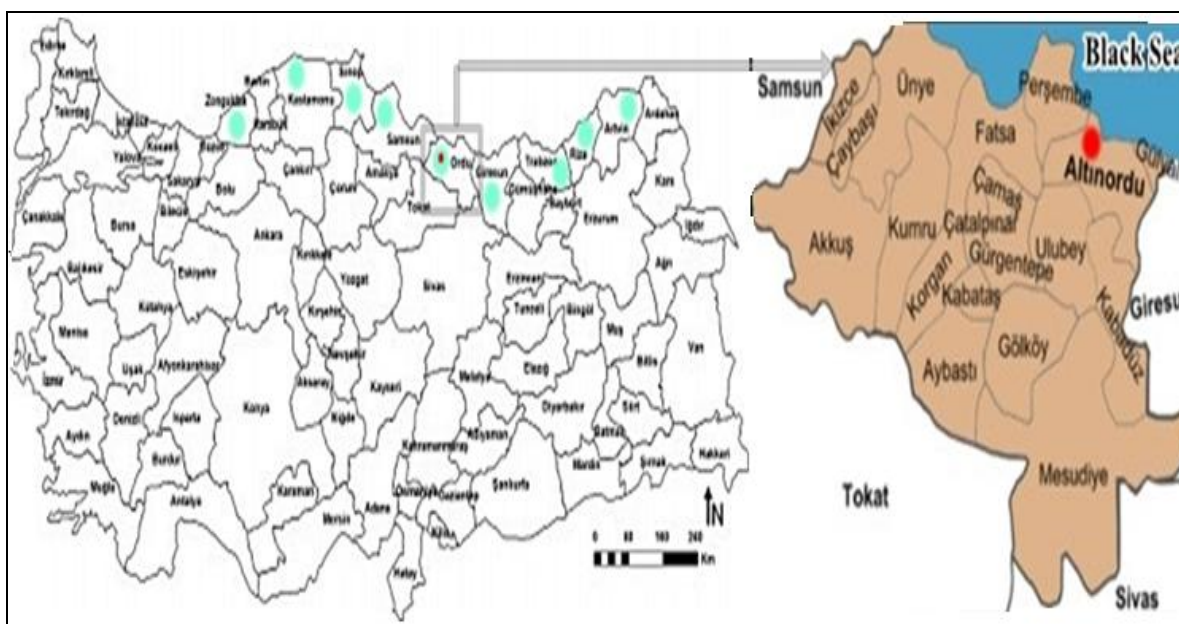 Edirne
Kırklareli
Tekirdağ
İstanbul
Yalova
Kocaeli
Sakarya
Zonguldak
Bartın
Karabük
Kastamonu
Sinop
Samsun
Ordu
Giresun
Trabzon
Rize
Artvin
Ardahan
Bolu
Çankırı
Çorum
Amasya
Tokat
Gümüşhane
Bayburt
Erzurum
Kars
Iğdır
Çanakkale
Bursa
Bilecik
Ankara
Kırıkkale
Yozgat
Sivas
Erzincan
Ağrı
Balıkesir
Eskişehir
Kütahya
Kırşehir
Tunceli
Bingöl
Muş
Manisa
Uşak
Afyonkarahisar
Nevşehir
Kayseri
Malatya
Elazığ
Bitlis
Van
İzmir
Konya
Aksaray
Niğde
Diyarbakır
Siirt
Batman
Aydın
Denizli
Isparta
Kahramanmaraş
Adıyaman
Mardin
Şırnak
Hakkari
Burdur
Muğla
Antalya
Karaman
Mersin
Adana
Osmaniye
Gaziantep
Şanlıurfa
Kilis
Hatay
N
0 80 160 240
Km
Black Sea
Samsun
İkizce
Çaybaşı
Ünye
Perşembe
Fatsa
Altınordu
Gülyalı
Akkuş
Kumru
Çamaş
Çatalpınar
Ulubey
Gürgentepe
Korgan
Kabataş
Kabadüz
Giresu
Gölköy
Aybastı
Mesudiye
Tokat
Sivas